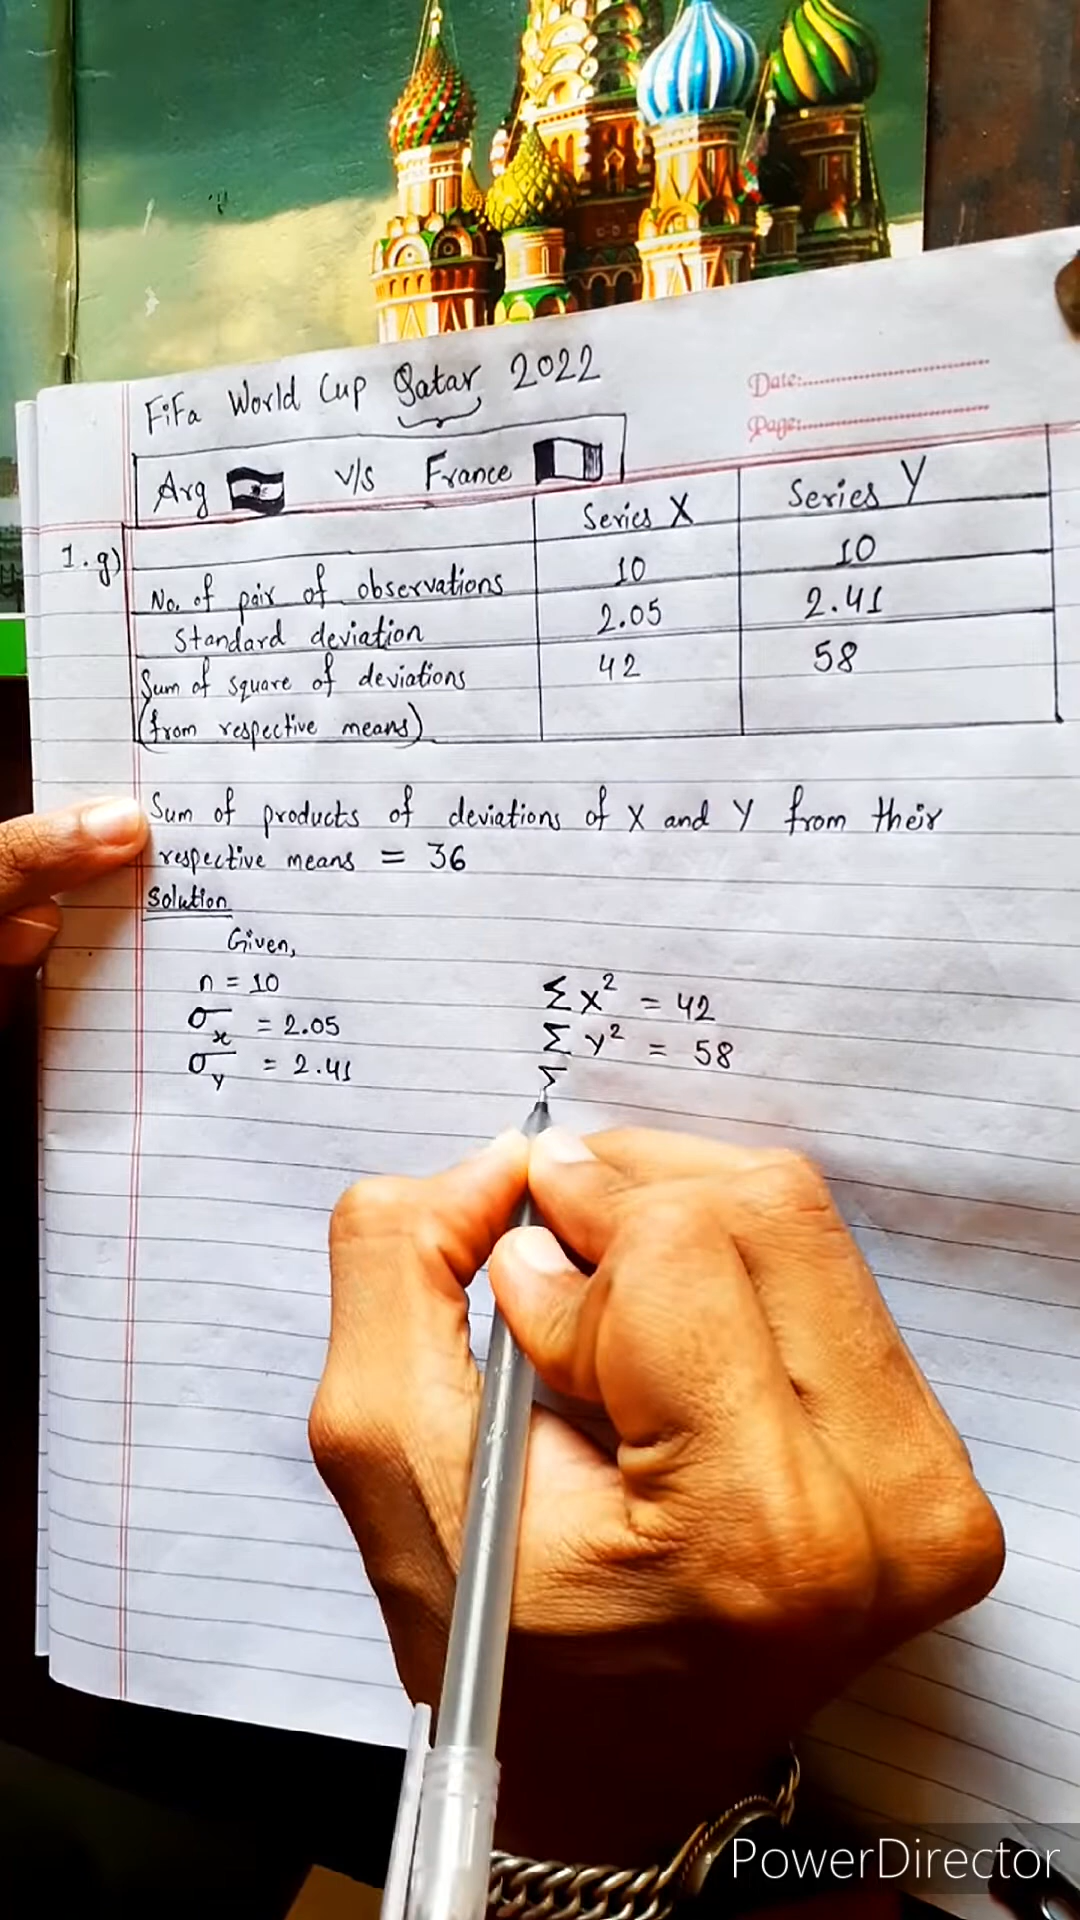 FiFa World Cup Qatar 2022
Date:
Page:
Arg v/s France
Series X Series Y
1.g)
No. of pair of observations 10 10
Standard deviation 2.05 2.41
Sum of square of deviations 42 58
(from respective means)
Sum of products of deviations of X and Y from their
respective means = 36
Solution
Given,
n = 10 Σx² = 42
σx = 2.05 Σy² = 58
σy = 2.41 Σ
PowerDirector